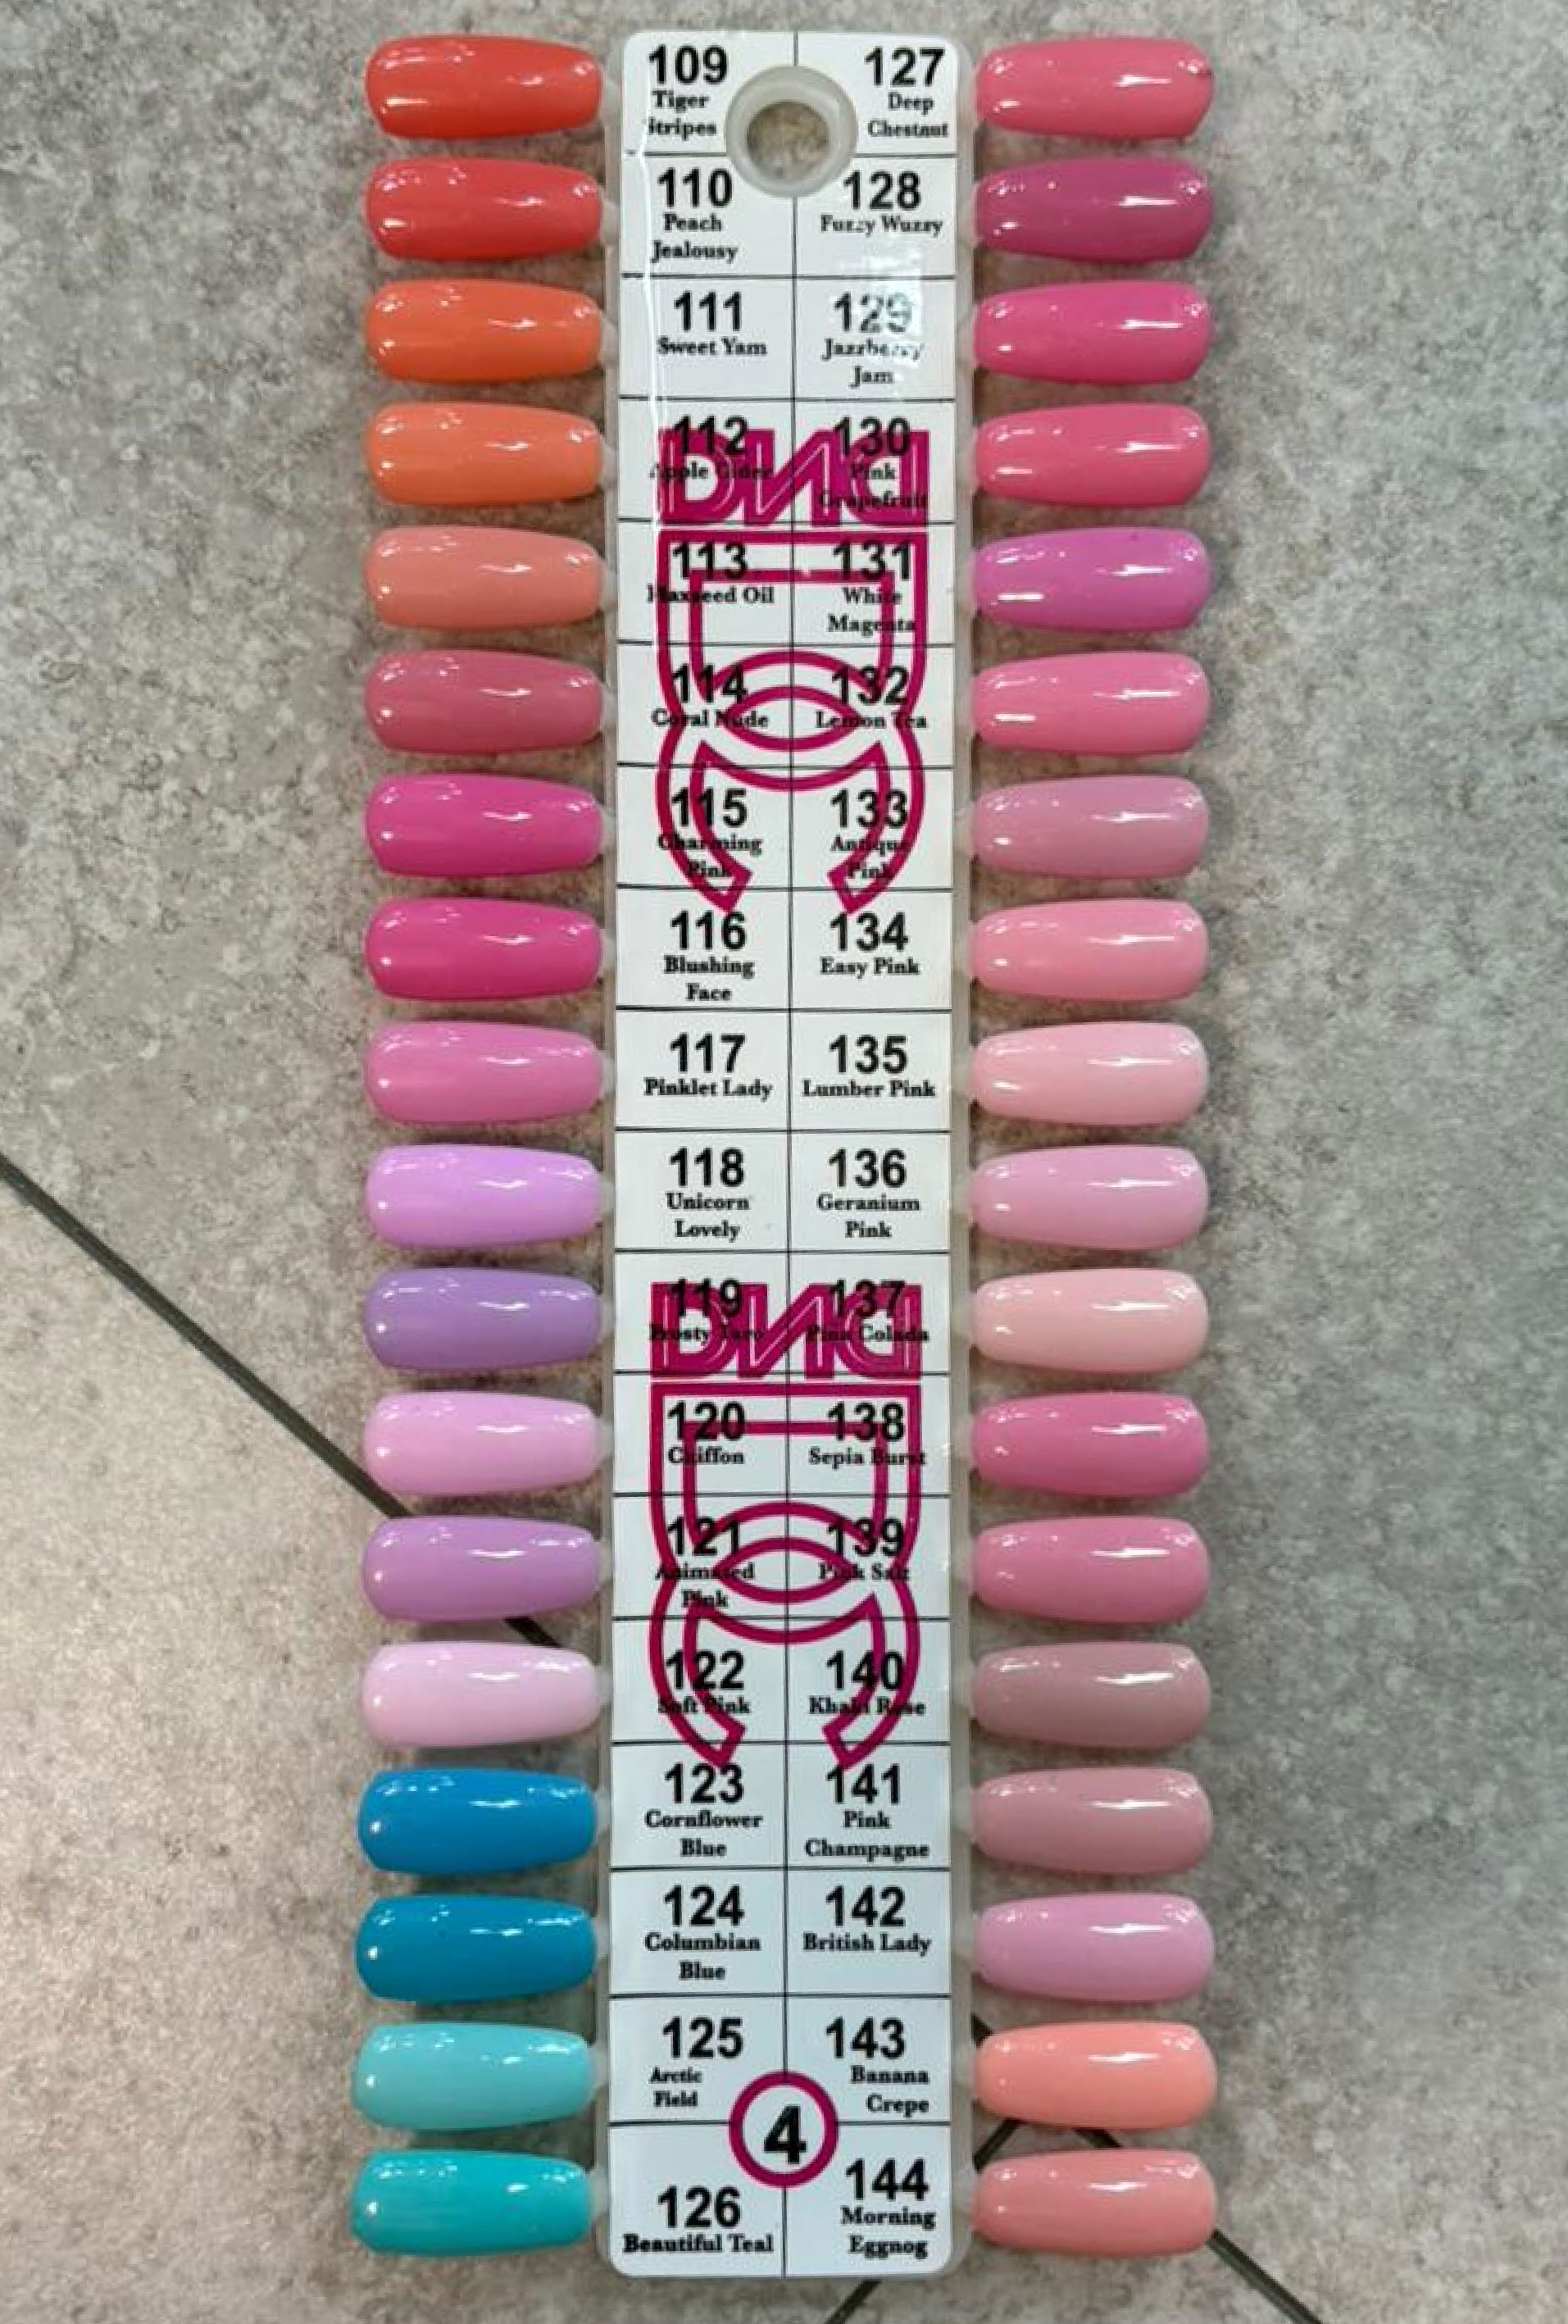 109
Tiger
Stripes
110
Peach
Jealousy
111
Sweet Yam
112
Apple Cider
113
Flaxseed Oil
114
Coral Nude
115
Charming
Pink
116
Blushing
Face
117
Pinklet Lady
118
Unicorn
Lovely
119
Frosty Taro
120
Chiffon
121
Animated
Pink
122
Soft Pink
123
Cornflower
Blue
124
Columbian
Blue
125
Arctic
Field
126
Beautiful Teal
127
Deep
Chestnut
128
Fuzzy Wuzzy
129
Jazzberry
Jam
130
Pink
Grapefruit
131
White
Magenta
132
Lemon Tea
133
Antique
Pink
134
Easy Pink
135
Lumber Pink
136
Geranium
Pink
137
Pina Colada
138
Sepia Burst
139
Pink Salt
140
Khaki Rose
141
Pink
Champagne
142
British Lady
143
Banana
Crepe
144
Morning
Eggnog
DND
DC
DND
DC
4